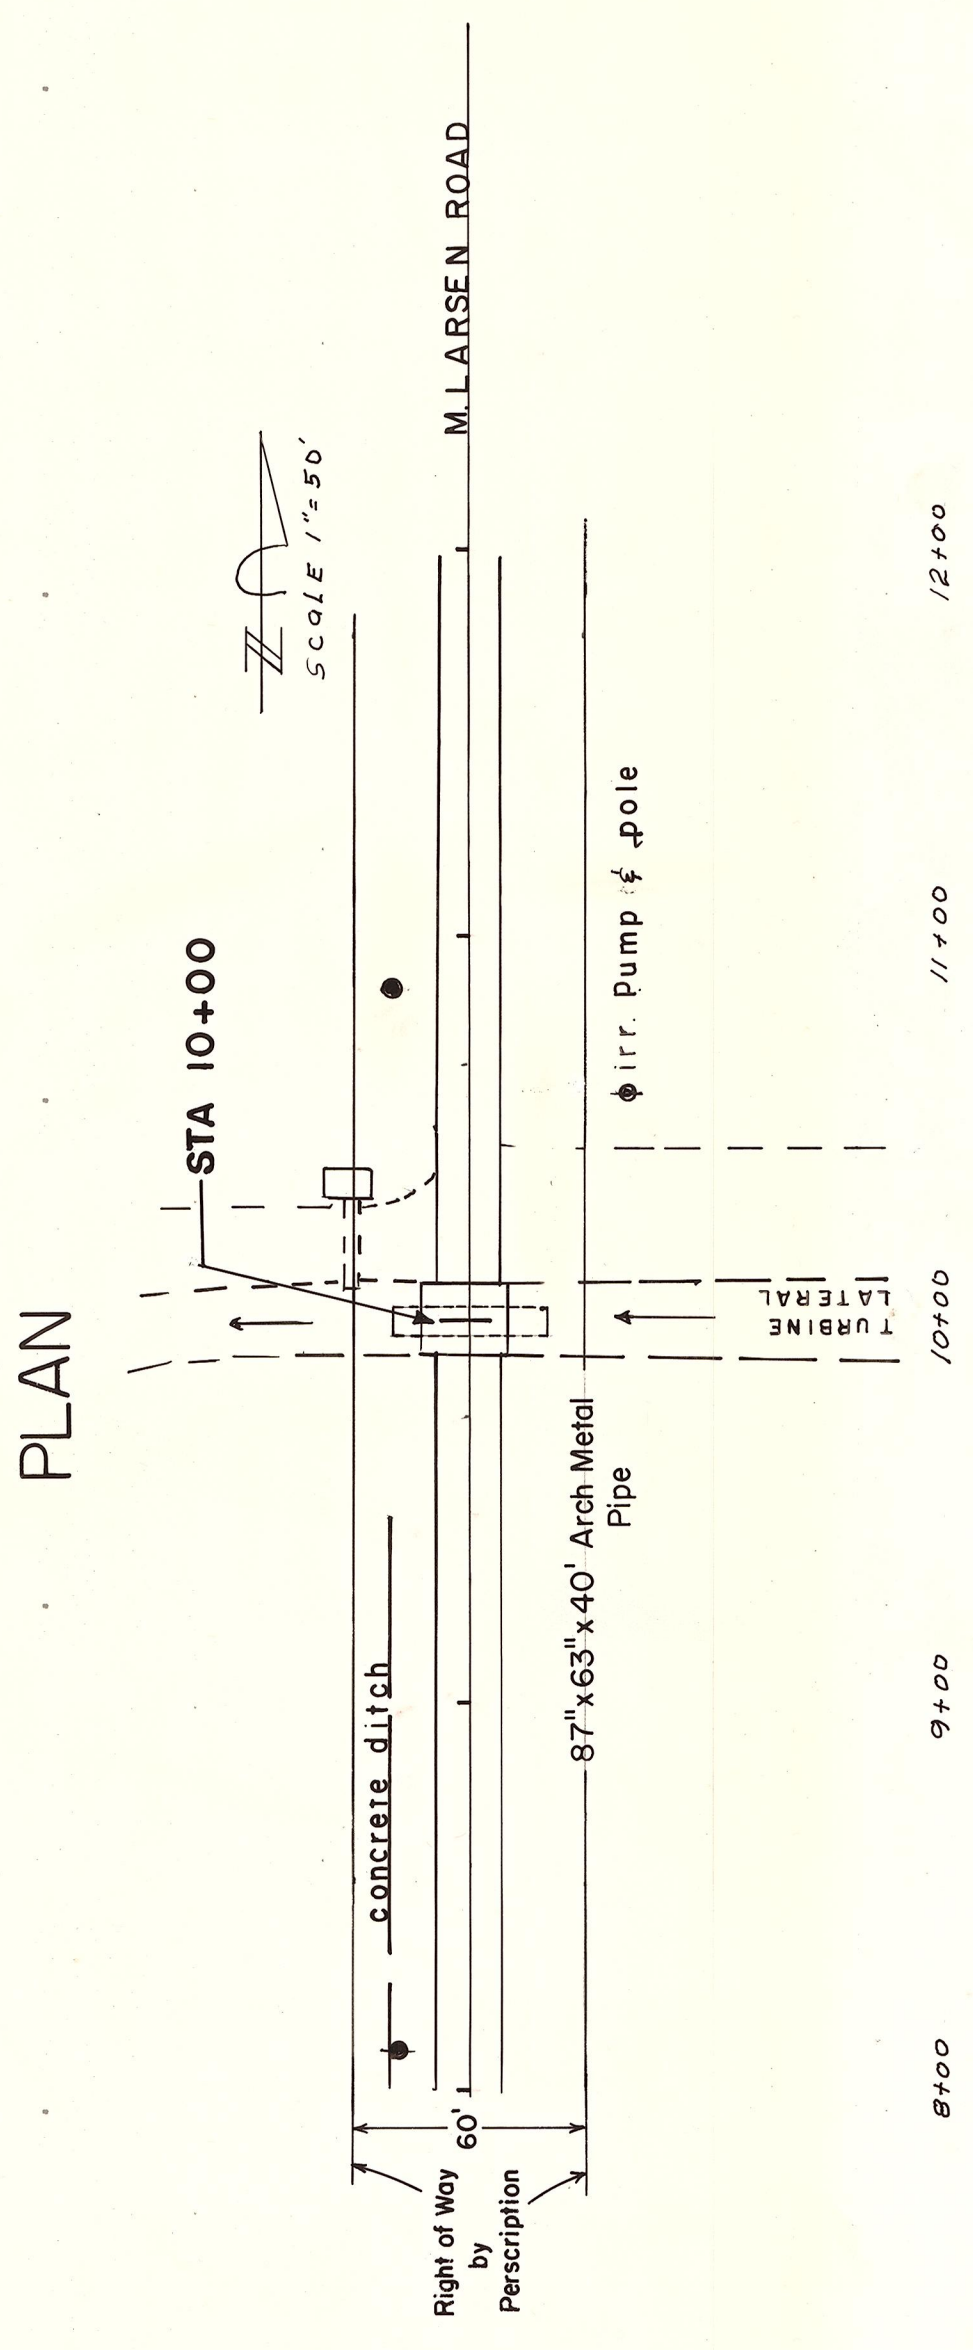 PLAN
STA 10+00
SCALE 1"=50'
M. LARSEN ROAD
concrete ditch
60'
Right of Way
by
Perscription
87"x63"x40' Arch Metal
Pipe
irr. pump & pole
TURBINE
LATERAL
8+00
9+00
10+00
11+00
12+00